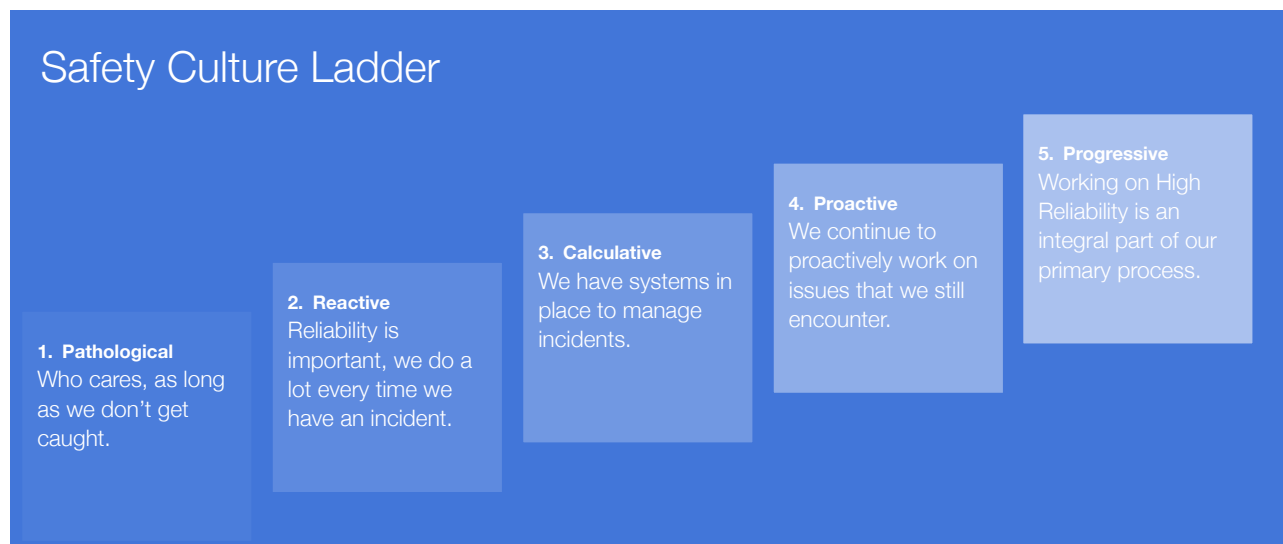 Safety Culture Ladder
1. Pathological
Who cares, as long
as we don’t get
caught.
2. Reactive
Reliability is
important, we do a
lot every time we
have an incident.
3. Calculative
We have systems in
place to manage
incidents.
4. Proactive
We continue to
proactively work on
issues that we still
encounter.
5. Progressive
Working on High
Reliability is an
integral part of our
primary process.